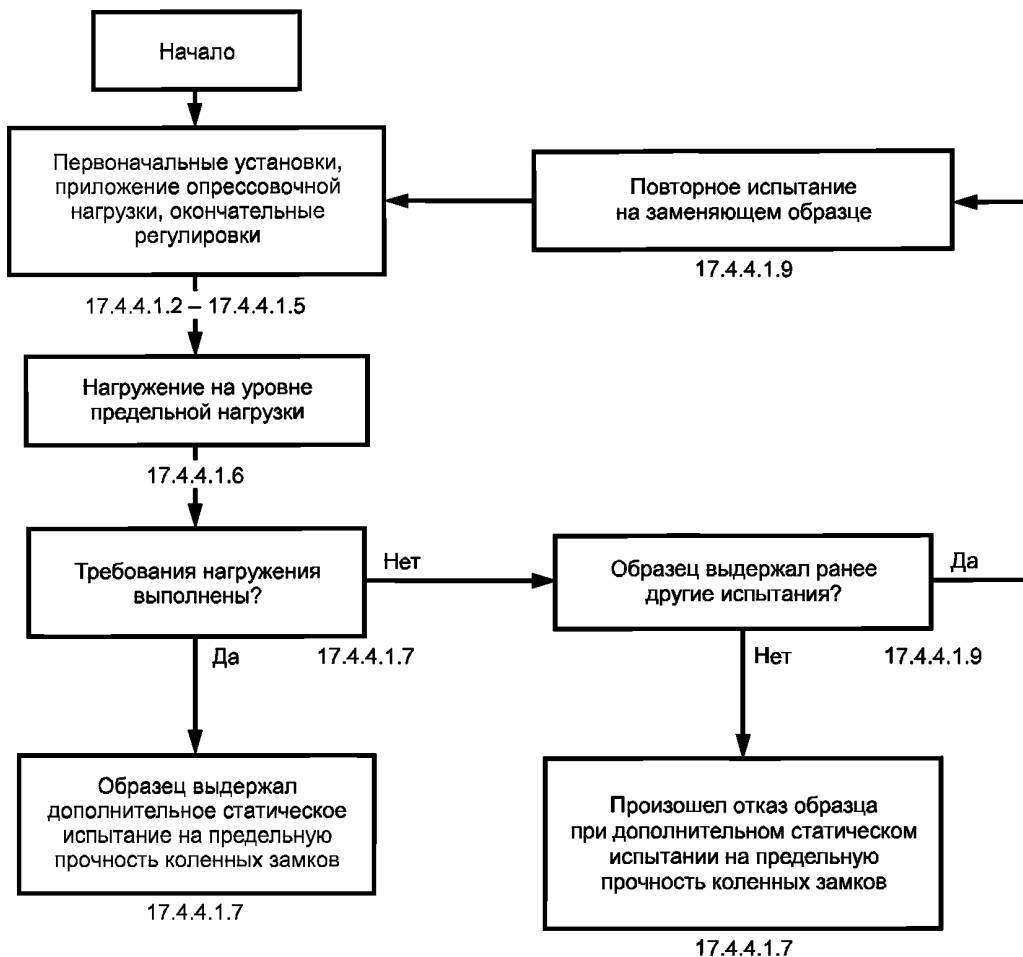 Начало
Первоначальные установки,
приложение опрессовочной
нагрузки, окончательные
регулировки
17.4.4.1.2 – 17.4.4.1.5
Повторное испытание
на заменяющем образце
17.4.4.1.9
Нагружение на уровне
предельной нагрузки
17.4.4.1.6
Требования нагружения
выполнены?
Нет
Да
17.4.4.1.7
Образец выдержал ранее
другие испытания?
Да
Нет
17.4.4.1.9
Образец выдержал
дополнительное статическое
испытание на предельную
прочность коленных замков
17.4.4.1.7
Произошел отказ образца
при дополнительном статическом
испытании на предельную
прочность коленных замков
17.4.4.1.7